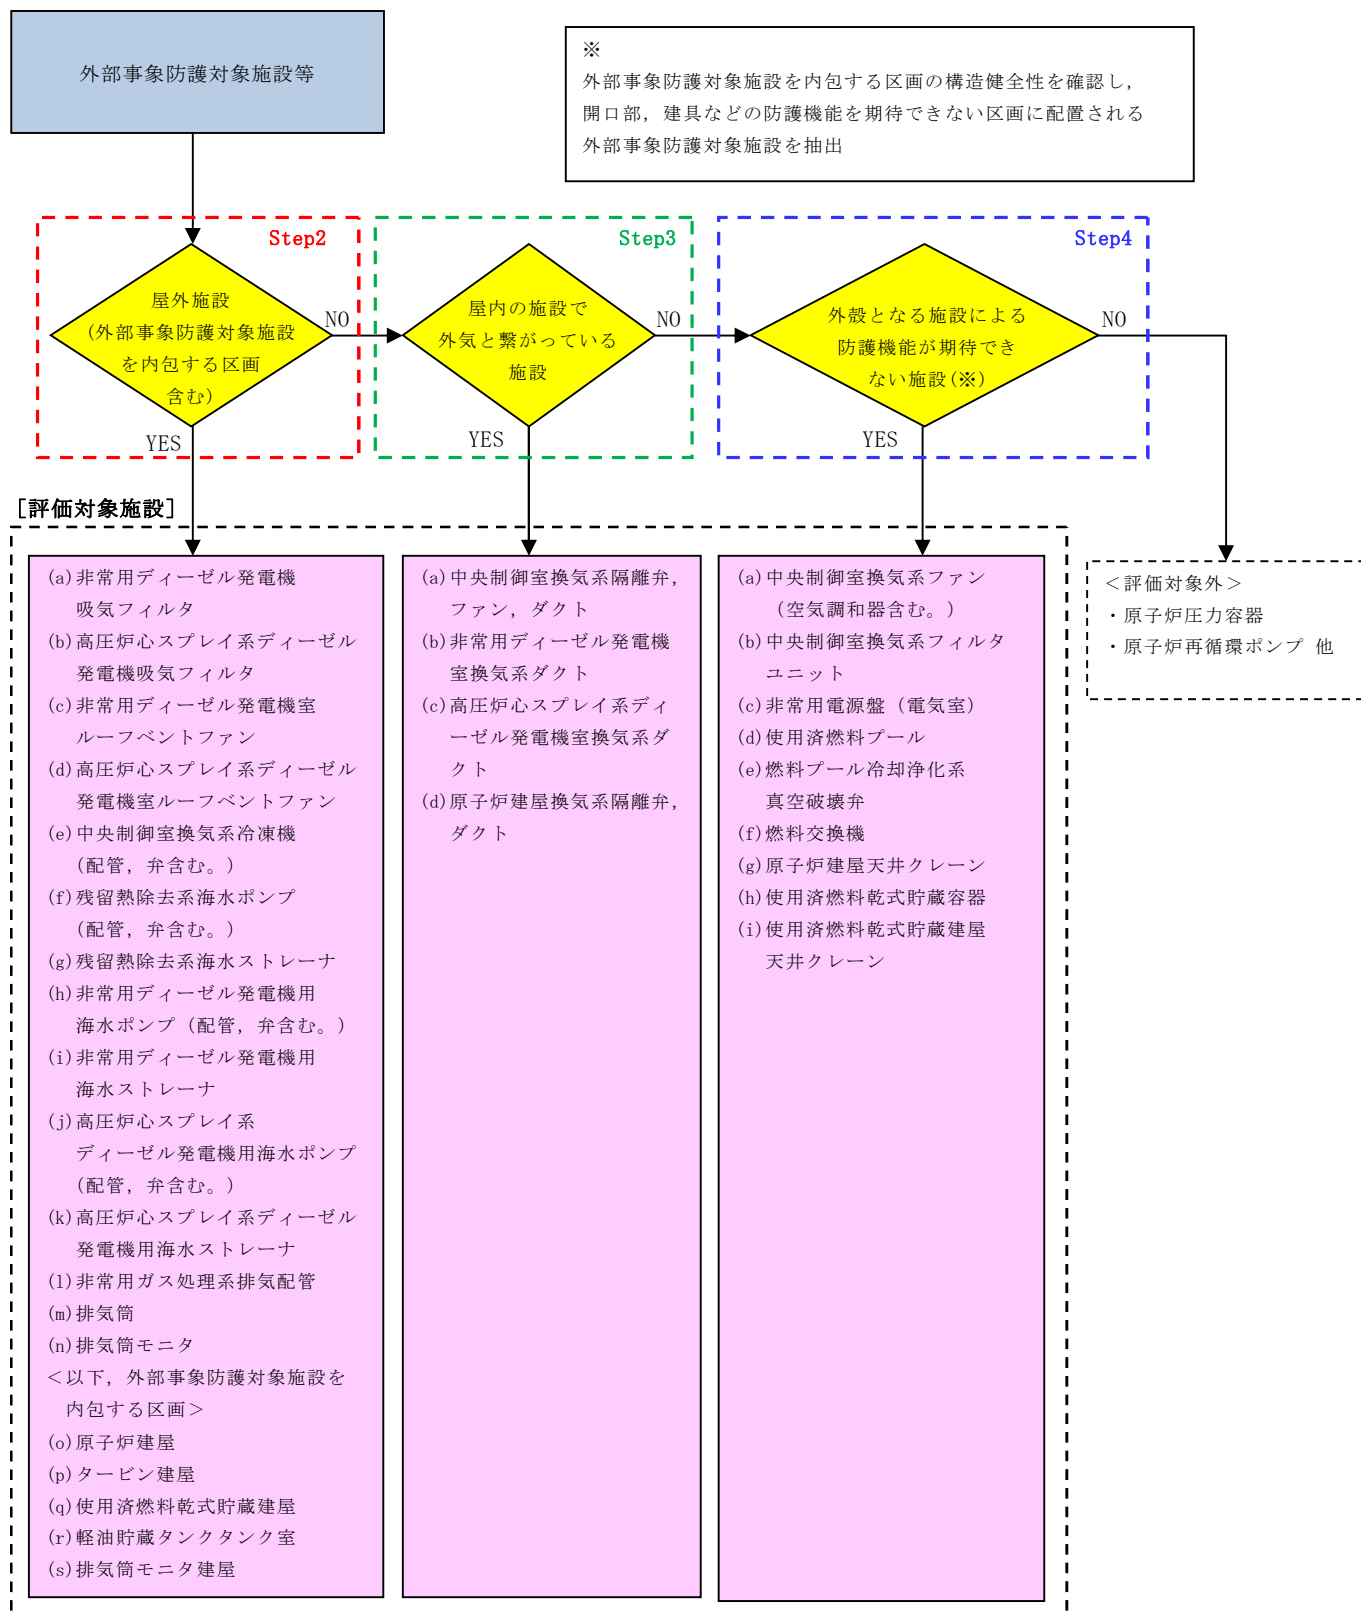 外部事象防護対象施設等
※
外部事象防護対象施設を内包する区画の構造健全性を確認し，
開口部，建具などの防護機能を期待できない区画に配置される
外部事象防護対象施設を抽出
Step2
屋外施設
(外部事象防護対象施設
を内包する区画
含む)
NO
YES
Step3
屋内の施設で
外気と繋がっている
施設
NO
YES
Step4
外殻となる施設による
防護機能が期待でき
ない施設(※)
NO
YES
［評価対象施設］
(a)非常用ディーゼル発電機
吸気フィルタ
(b)高圧炉心スプレイ系ディーゼル
発電機吸気フィルタ
(c)非常用ディーゼル発電機室
ルーフベントファン
(d)高圧炉心スプレイ系ディーゼル
発電機室ルーフベントファン
(e)中央制御室換気系冷凍機
（配管，弁含む。）
(f)残留熱除去系海水ポンプ
（配管，弁含む。）
(g)残留熱除去系海水ストレーナ
(h)非常用ディーゼル発電機用
海水ポンプ（配管，弁含む。）
(i)非常用ディーゼル発電機用
海水ストレーナ
(j)高圧炉心スプレイ系
ディーゼル発電機用海水ポンプ
（配管，弁含む。）
(k)高圧炉心スプレイ系ディーゼル
発電機用海水ストレーナ
(l)非常用ガス処理系排気配管
(m)排気筒
(n)排気筒モニタ
＜以下，外部事象防護対象施設を
内包する区画＞
(o)原子炉建屋
(p)タービン建屋
(q)使用済燃料乾式貯蔵建屋
(r)軽油貯蔵タンクタンク室
(s)排気筒モニタ建屋
(a)中央制御室換気系隔離弁，
ファン，ダクト
(b)非常用ディーゼル発電機
室換気系ダクト
(c)高圧炉心スプレイ系ディ
ーゼル発電機室換気系ダ
クト
(d)原子炉建屋換気系隔離弁，
ダクト
(a)中央制御室換気系ファン
（空気調和器含む。）
(b)中央制御室換気系フィルタ
ユニット
(c)非常用電源盤（電気室）
(d)使用済燃料プール
(e)燃料プール冷却浄化系
真空破壊弁
(f)燃料交換機
(g)原子炉建屋天井クレーン
(h)使用済燃料乾式貯蔵容器
(i)使用済燃料乾式貯蔵建屋
天井クレーン
＜評価対象外＞
・原子炉圧力容器
・原子炉再循環ポンプ 他